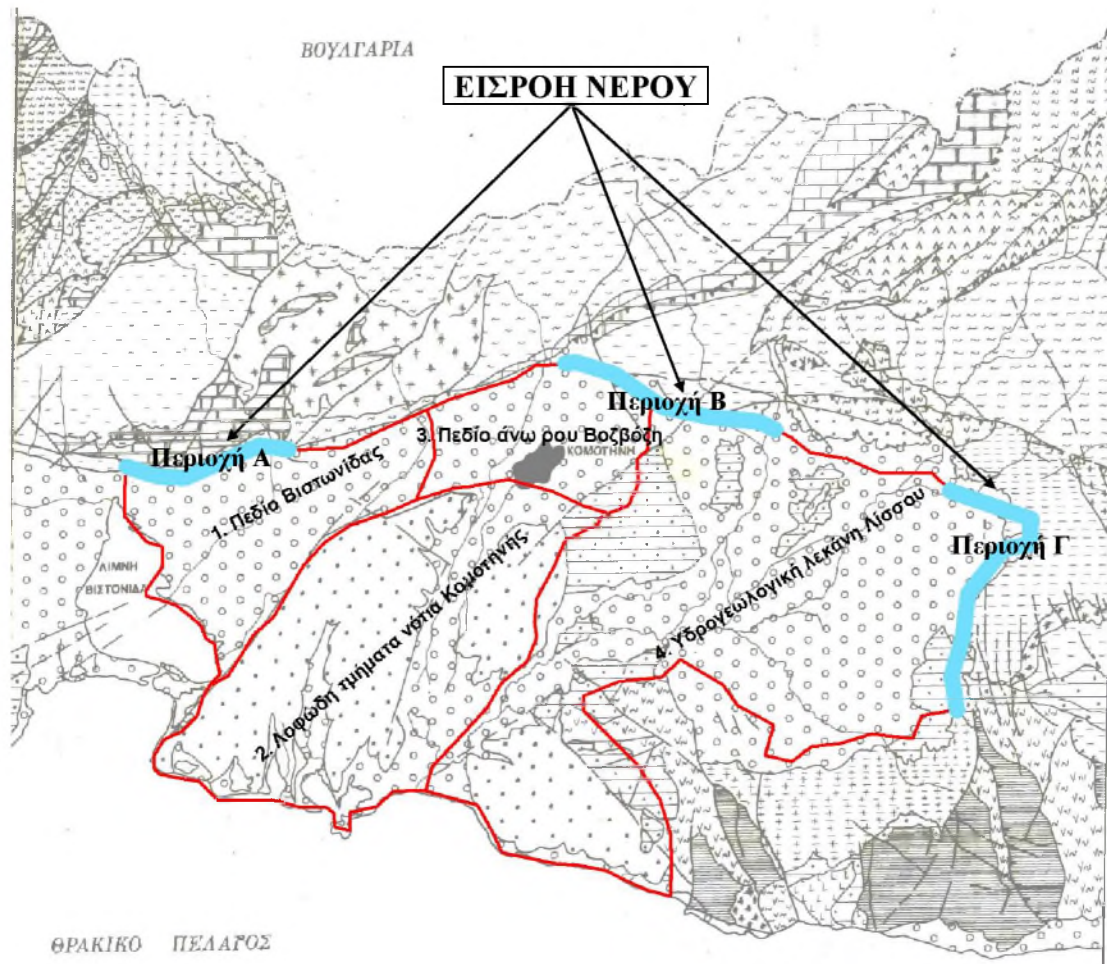 ΒΟΥΛΓΑΡΙΑ
ΕΙΣΡΟΗ ΝΕΡΟΥ
Περιοχή Α
Περιοχή Β
3. Πεδίο άνω ρου Βοζβόζη
ΚΟΜΟΤΗΝΗ
1. Πεδίο Βιστωνίδας
Περιοχή Γ
ΛΙΜΝΗ
ΒΙΣΤΟΝΙΔΑ
4. Υδρογεωλογική λεκάνη Λίσσου
2. Λοφώδη τμήματα νότια Κομοτηνής
ΘΡΑΚΙΚΟ ΠΕΛΑΓΟΣ